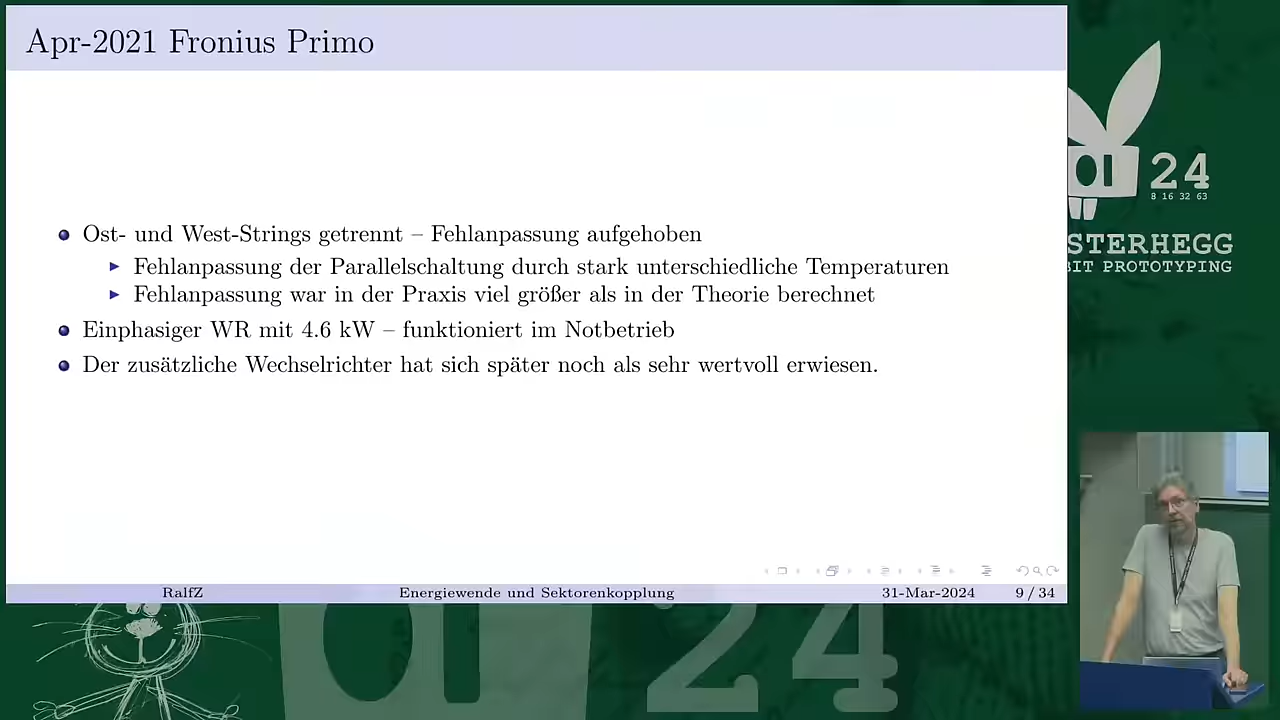 Apr-2021 Fronius Primo
Ost- und West-Strings getrennt – Fehlanpassung aufgehoben
Fehlanpassung der Parallelschaltung durch stark unterschiedliche Temperaturen
Fehlanpassung war in der Praxis viel größer als in der Theorie berechnet
Einphasiger WR mit 4.6 kW – funktioniert im Notbetrieb
Der zusätzliche Wechselrichter hat sich später noch als sehr wertvoll erwiesen.
RalfZ Energiewende und Sektorenkopplung 31-Mar-2024 9 / 34
24
8 16 32 63
STERHEGG
BIT PROTOTYPING
24